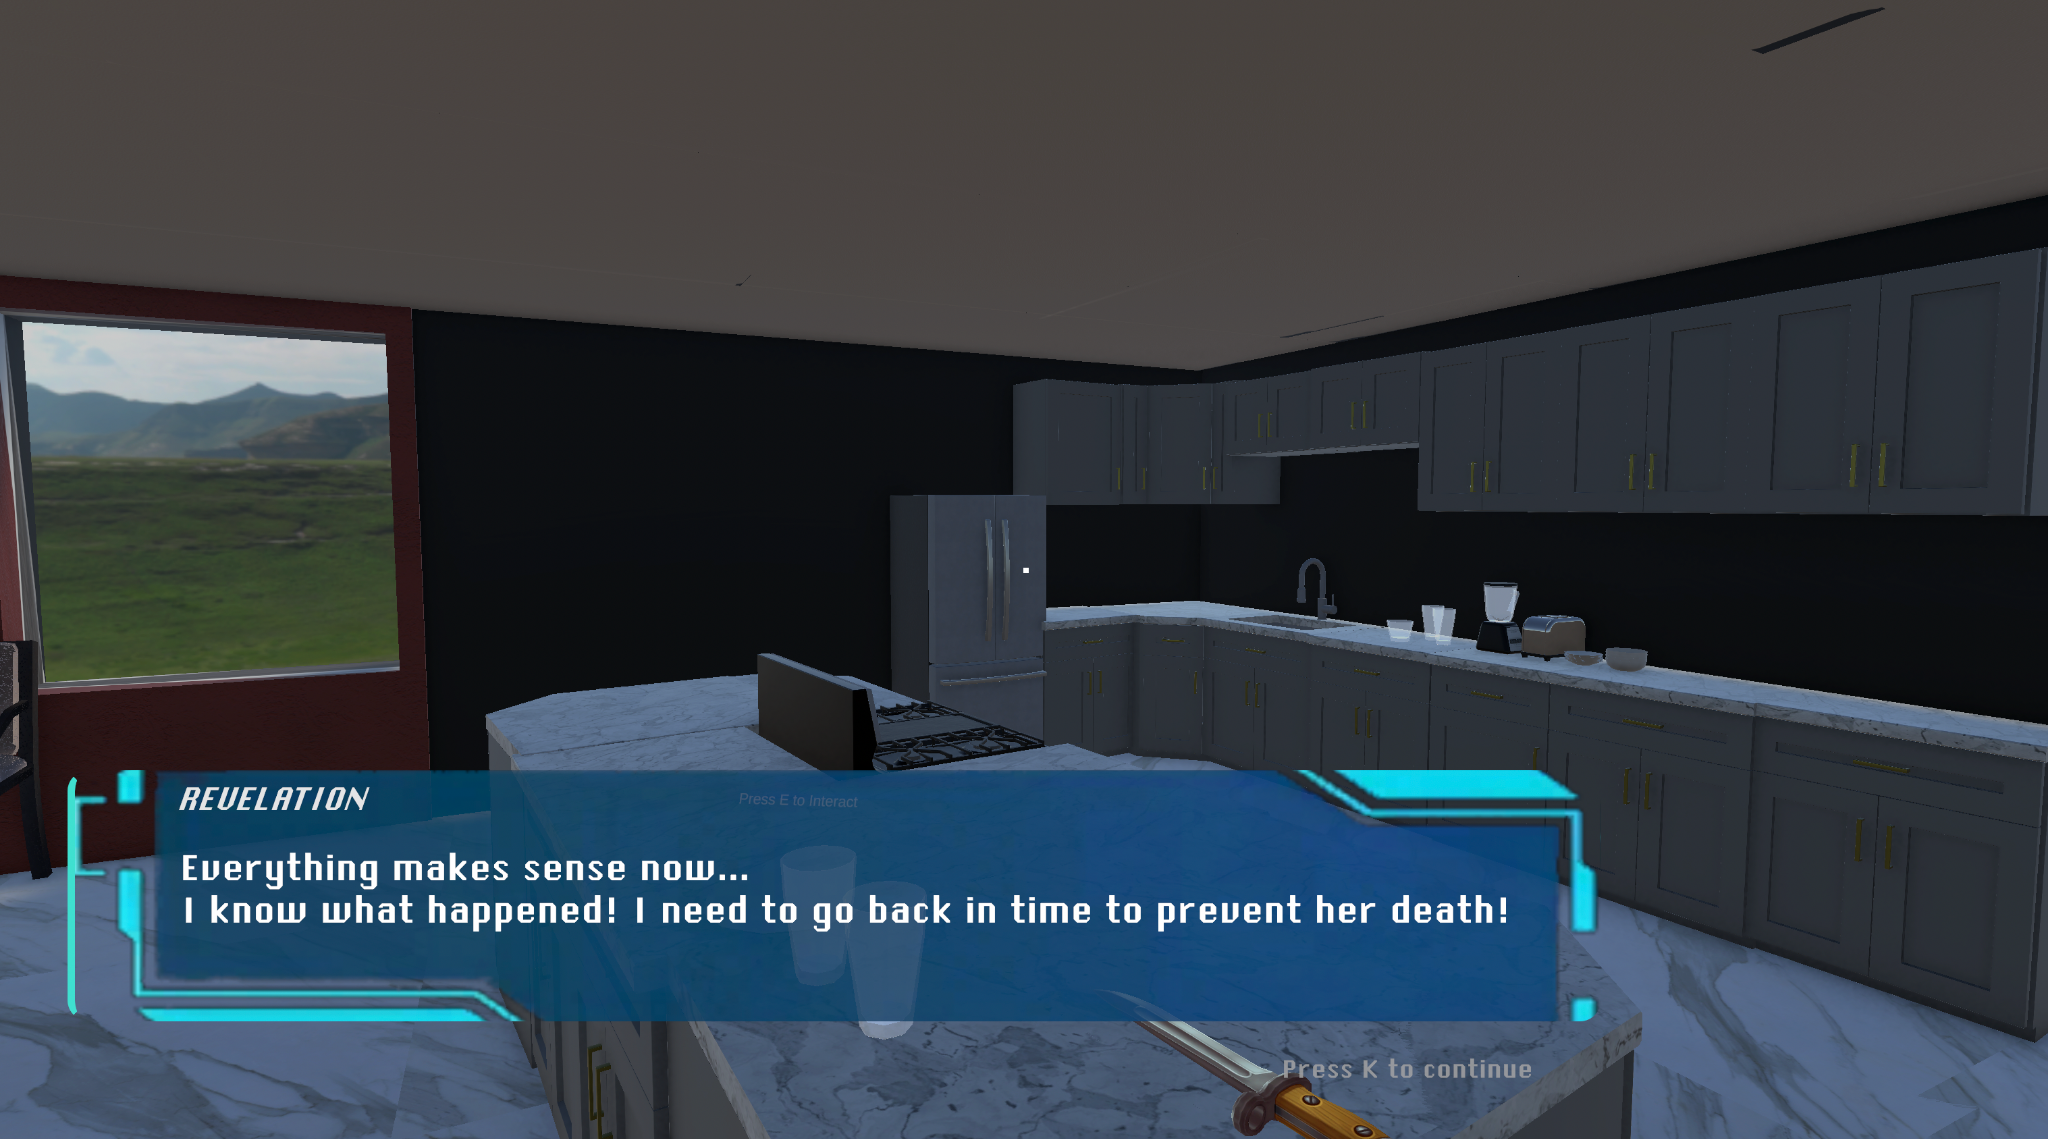 REVELATION
Press E to Interact
Everything makes sense now...
I know what happened! I need to go back in time to prevent her death!
Press K to continue